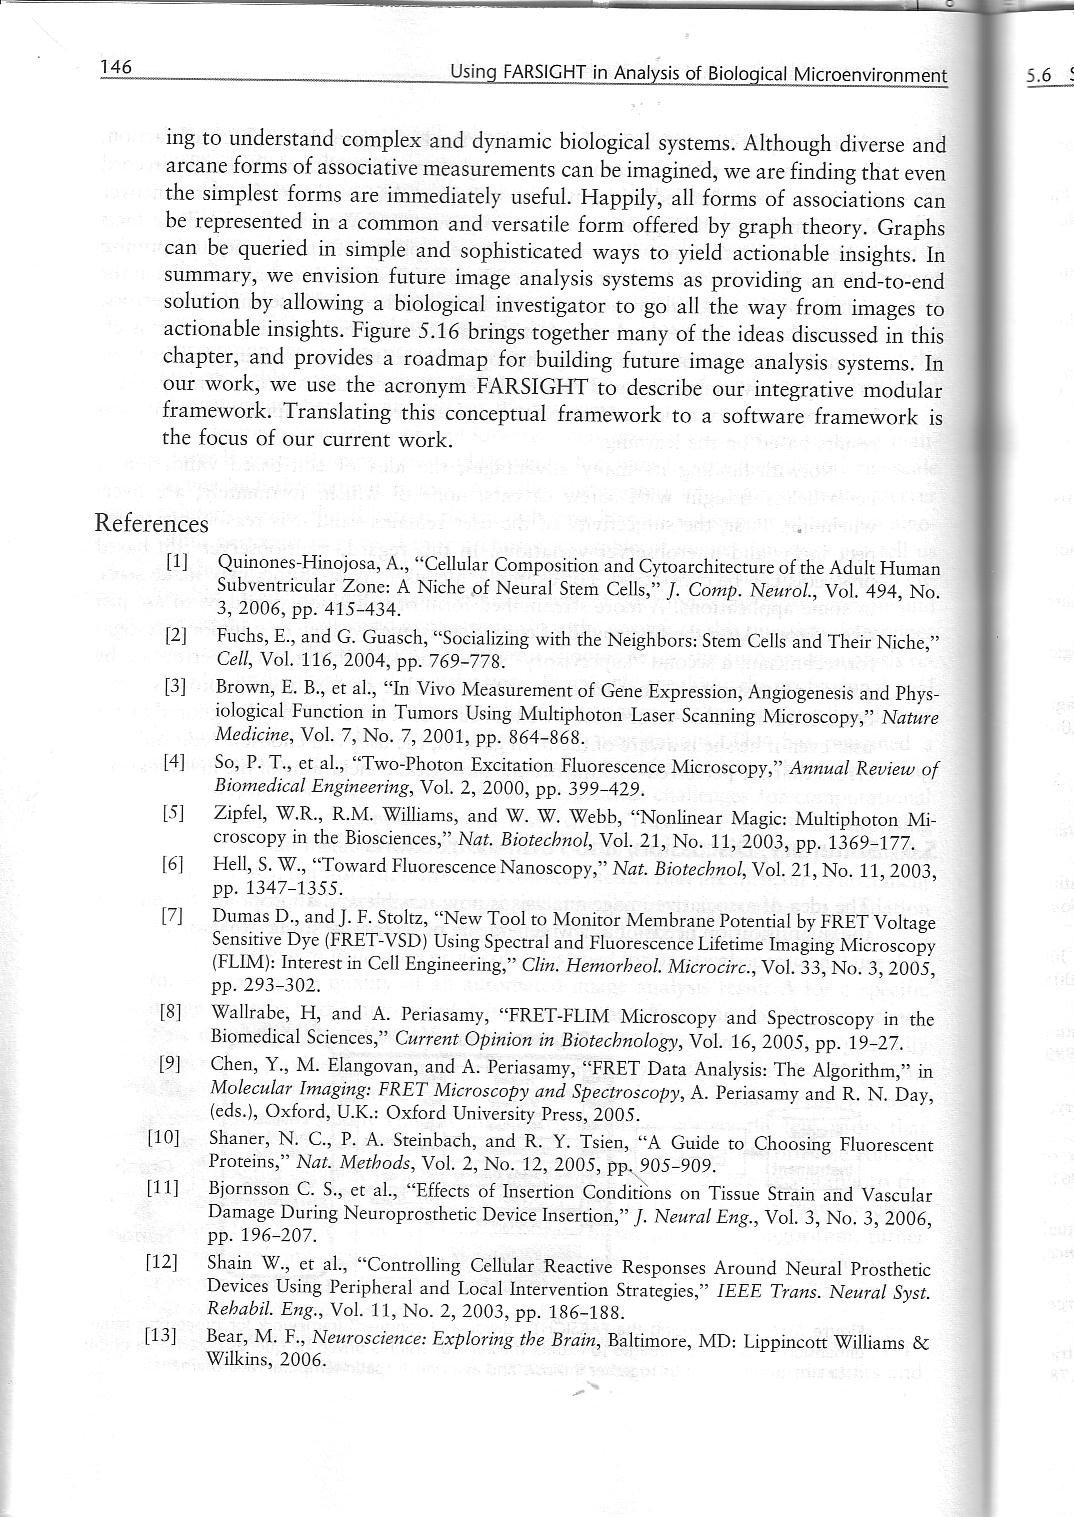 146
Using FARSIGHT in Analysis of Biological Microenvironment
5.6
ing to understand complex and dynamic biological systems. Although diverse and
arcane forms of associative measurements can be imagined, we are finding that even
the simplest forms are immediately useful. Happily, all forms of associations can
be represented in a common and versatile form offered by graph theory. Graphs
can be queried in simple and sophisticated ways to yield actionable insights. In
summary, we envision future image analysis systems as providing an end-to-end
solution by allowing a biological investigator to go all the way from images to
actionable insights. Figure 5.16 brings together many of the ideas discussed in this
chapter, and provides a roadmap for building future image analysis systems. In
our work, we use the acronym FARSIGHT to describe our integrative modular
framework. Translating this conceptual framework to a software framework is
the focus of our current work.
References
[1] Quinones-Hinojosa, A., “Cellular Composition and Cytoarchitecture of the Adult Human
Subventricular Zone: A Niche of Neural Stem Cells,” J. Comp. Neurol., Vol. 494, No.
3, 2006, pp. 415–434.
[2] Fuchs, E., and G. Guasch, “Socializing with the Neighbors: Stem Cells and Their Niche,”
Cell, Vol. 116, 2004, pp. 769–778.
[3] Brown, E. B., et al., “In Vivo Measurement of Gene Expression, Angiogenesis and Phys-
iological Function in Tumors Using Multiphoton Laser Scanning Microscopy,” Nature
Medicine, Vol. 7, No. 7, 2001, pp. 864–868.
[4] So, P. T., et al., “Two-Photon Excitation Fluorescence Microscopy,” Annual Review of
Biomedical Engineering, Vol. 2, 2000, pp. 399–429.
[5] Zipfel, W.R., R.M. Williams, and W. W. Webb, “Nonlinear Magic: Multiphoton Mi-
croscopy in the Biosciences,” Nat. Biotechnol, Vol. 21, No. 11, 2003, pp. 1369–177.
[6] Hell, S. W., “Toward Fluorescence Nanoscopy,” Nat. Biotechnol, Vol. 21, No. 11, 2003,
pp. 1347–1355.
[7] Dumas D., and J. F. Stoltz, “New Tool to Monitor Membrane Potential by FRET Voltage
Sensitive Dye (FRET-VSD) Using Spectral and Fluorescence Lifetime Imaging Microscopy
(FLIM): Interest in Cell Engineering,” Clin. Hemorheol. Microcirc., Vol. 33, No. 3, 2005,
pp. 293–302.
[8] Wallrabe, H, and A. Periasamy, “FRET-FLIM Microscopy and Spectroscopy in the
Biomedical Sciences,” Current Opinion in Biotechnology, Vol. 16, 2005, pp. 19–27.
[9] Chen, Y., M. Elangovan, and A. Periasamy, “FRET Data Analysis: The Algorithm,” in
Molecular Imaging: FRET Microscopy and Spectroscopy, A. Periasamy and R. N. Day,
(eds.), Oxford, U.K.: Oxford University Press, 2005.
[10] Shaner, N. C., P. A. Steinbach, and R. Y. Tsien, “A Guide to Choosing Fluorescent
Proteins,” Nat. Methods, Vol. 2, No. 12, 2005, pp. 905–909.
[11] Bjornsson C. S., et al., “Effects of Insertion Conditions on Tissue Strain and Vascular
Damage During Neuroprosthetic Device Insertion,” J. Neural Eng., Vol. 3, No. 3, 2006,
pp. 196–207.
[12] Shain W., et al., “Controlling Cellular Reactive Responses Around Neural Prosthetic
Devices Using Peripheral and Local Intervention Strategies,” IEEE Trans. Neural Syst.
Rehabil. Eng., Vol. 11, No. 2, 2003, pp. 186–188.
[13] Bear, M. F., Neuroscience: Exploring the Brain, Baltimore, MD: Lippincott Williams &
Wilkins, 2006.